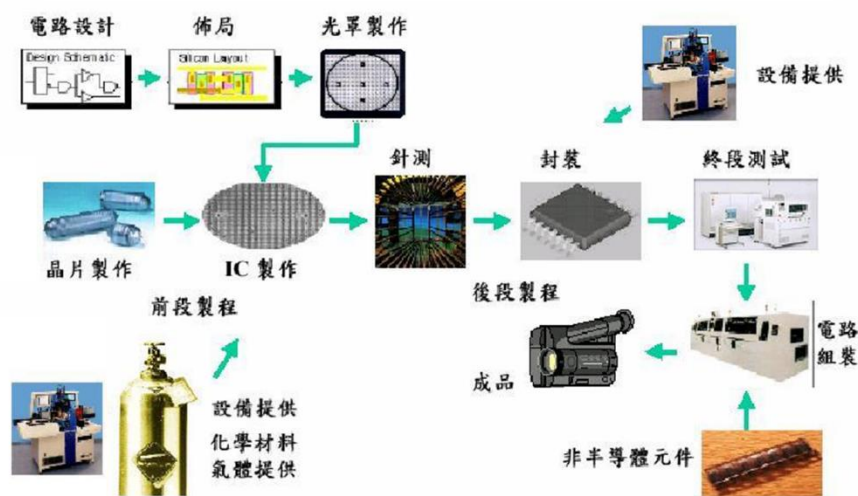 電路設計
佈局
光罩製作
Design Schematic
Silicon Layout
設備提供
針測
封裝
終段測試
晶片製作
IC 製作
前段製程
後段製程
電路
組裝
成品
設備提供
化學材料
氣體提供
非半導體元件